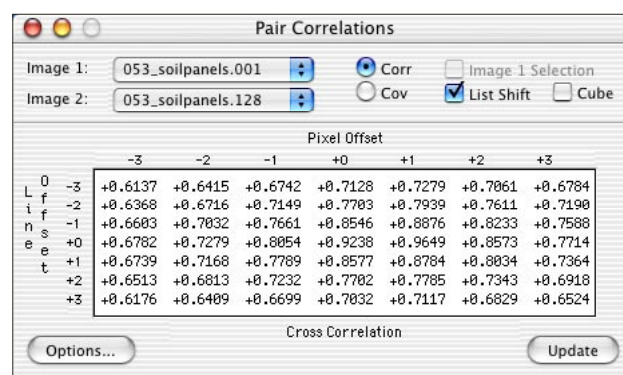 Pair Correlations
Image 1: 053_soilpanels.001 Corr Image 1 Selection
Image 2: 053_soilpanels.128 Cov List Shift Cube
Pixel Offset
-3 -2 -1 +0 +1 +2 +3
Line Offset
-3 +0.6137 +0.6415 +0.6742 +0.7128 +0.7279 +0.7061 +0.6784
-2 +0.6368 +0.6716 +0.7149 +0.7703 +0.7939 +0.7611 +0.7190
-1 +0.6603 +0.7032 +0.7661 +0.8546 +0.8876 +0.8233 +0.7588
+0 +0.6782 +0.7279 +0.8054 +0.9238 +0.9649 +0.8573 +0.7714
+1 +0.6739 +0.7168 +0.7789 +0.8577 +0.8784 +0.8034 +0.7364
+2 +0.6513 +0.6813 +0.7232 +0.7702 +0.7785 +0.7343 +0.6918
+3 +0.6176 +0.6409 +0.6699 +0.7032 +0.7117 +0.6829 +0.6524
Cross Correlation
Options... Update